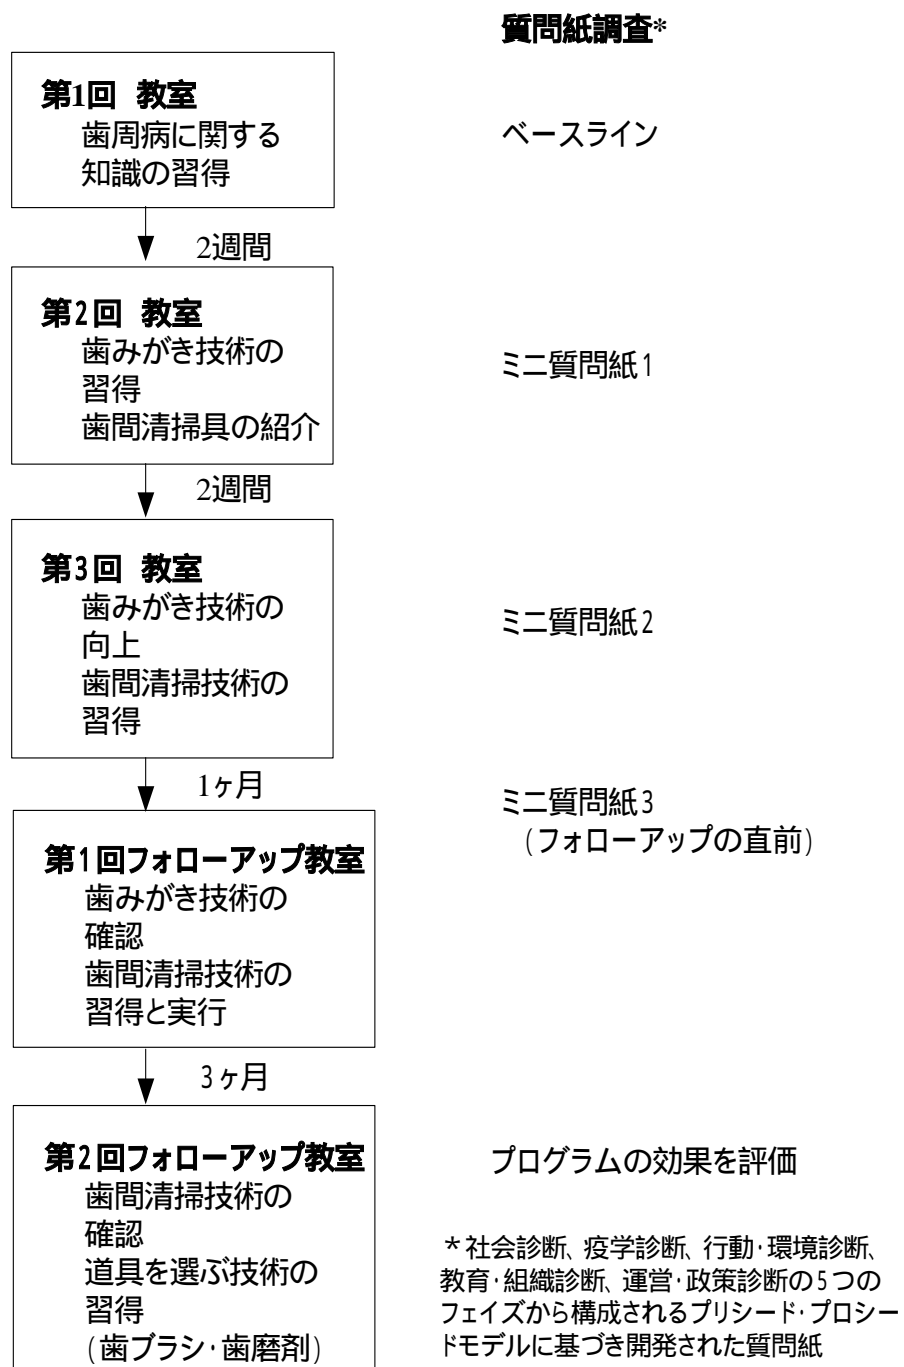 質問紙調査*
第1回 教室
歯周病に関する
知識の習得
ベースライン
2週間
第2回 教室
歯みがき技術の
習得
歯間清掃具の紹介
ミニ質問紙1
2週間
第3回 教室
歯みがき技術の
向上
歯間清掃技術の
習得
ミニ質問紙2
1ヶ月
ミニ質問紙3
(フォローアップの直前)
第1回フォローアップ教室
歯みがき技術の
確認
歯間清掃技術の
習得と実行
3ヶ月
第2回フォローアップ教室
歯間清掃技術の
確認
道具を選ぶ技術の
習得
(歯ブラシ・歯磨剤)
プログラムの効果を評価
*社会診断、疫学診断、行動・環境診断、
教育・組織診断、運営・政策診断の5つの
フェイズから構成されるプリシード・プロシー
ドモデルに基づき開発された質問紙